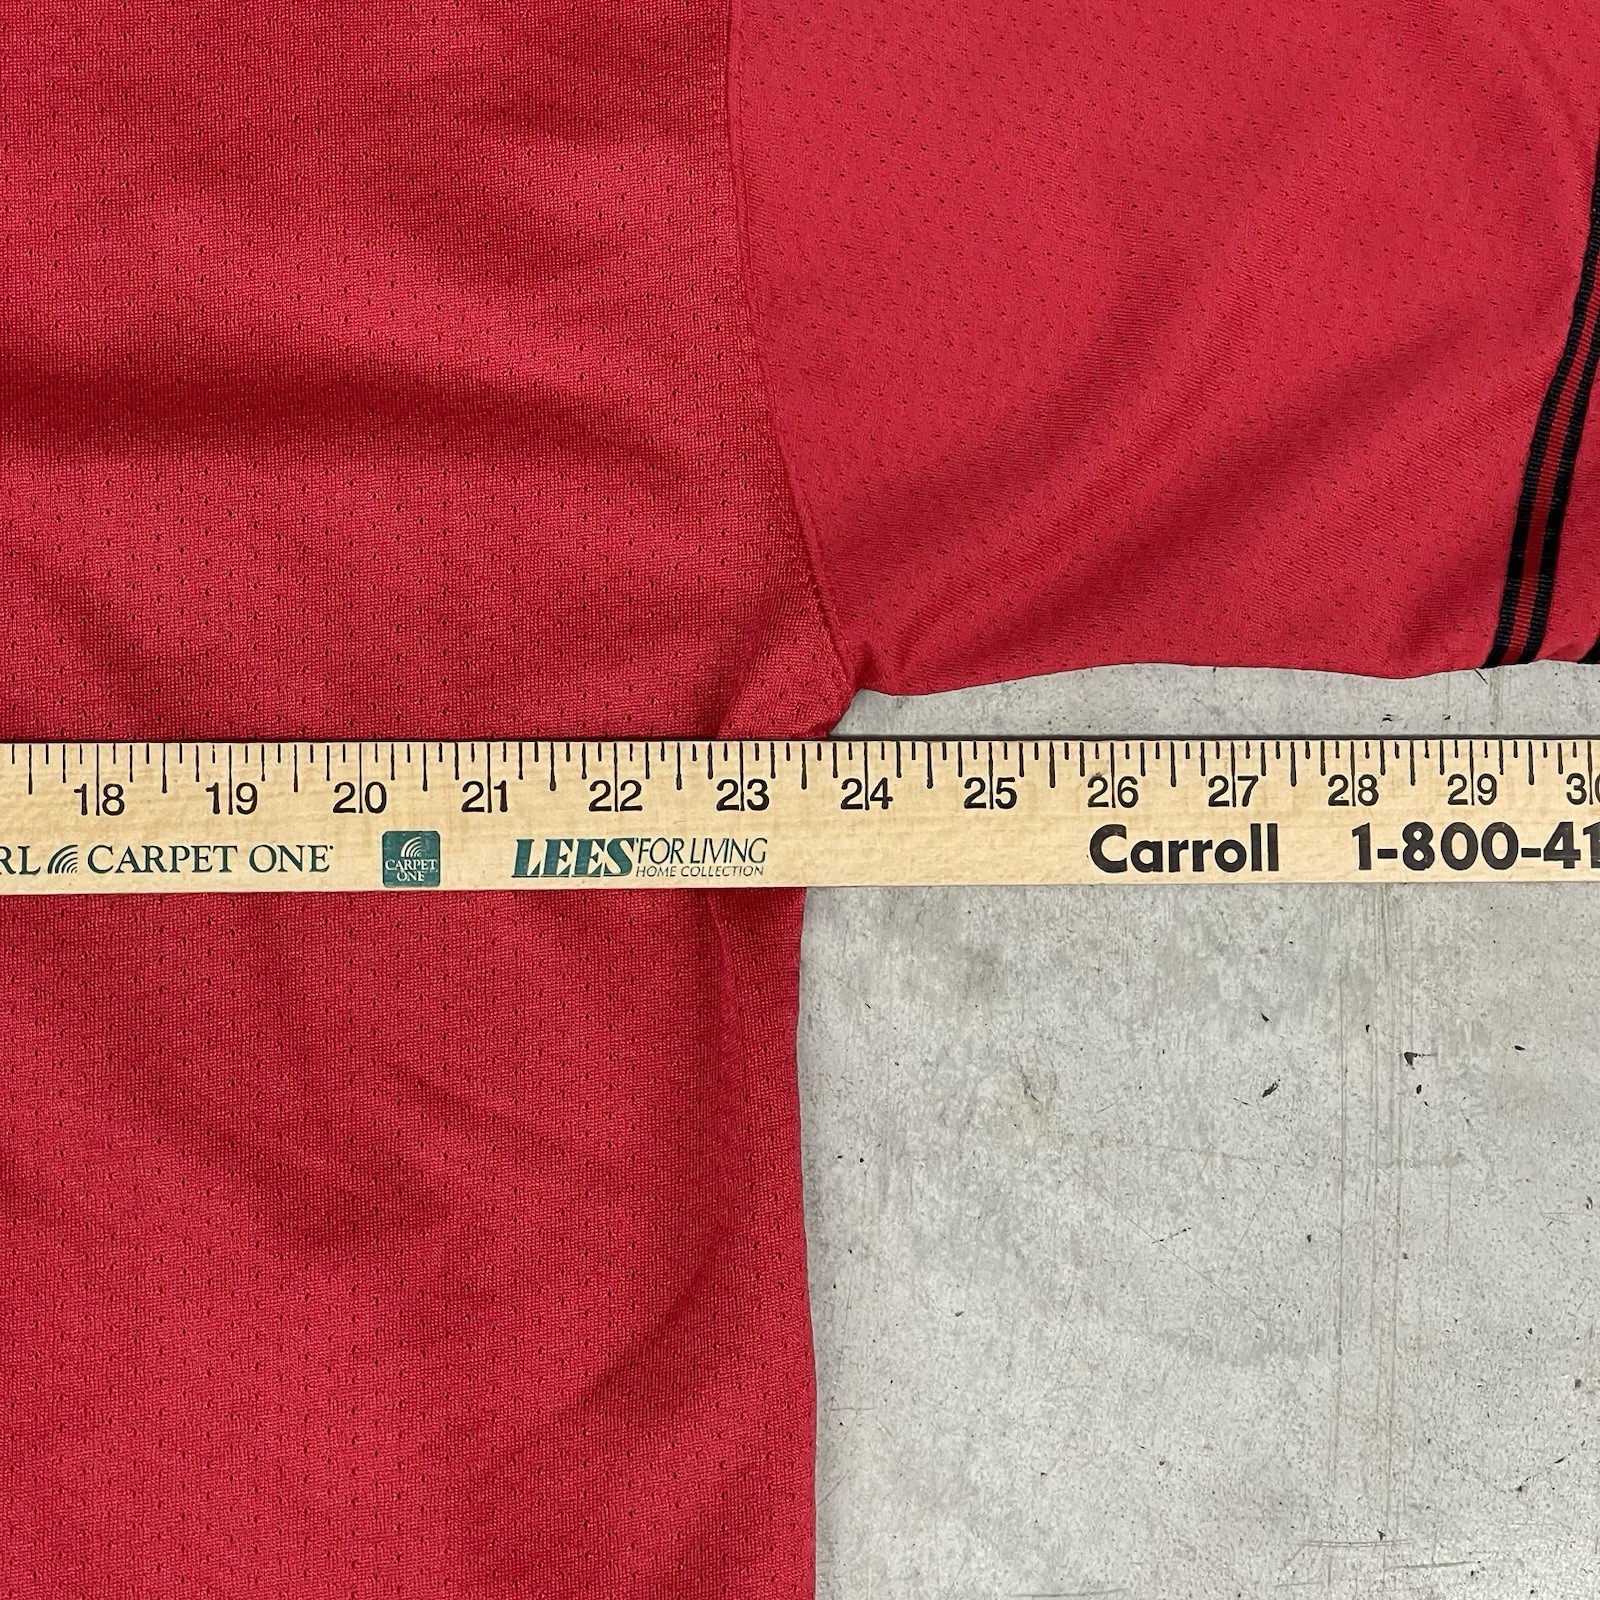 18 19 20 21 22 23 24 25 26 27 28 29 30
RL CARPET ONE CARPET ONE LEES FOR LIVING HOME COLLECTION Carroll 1-800-41